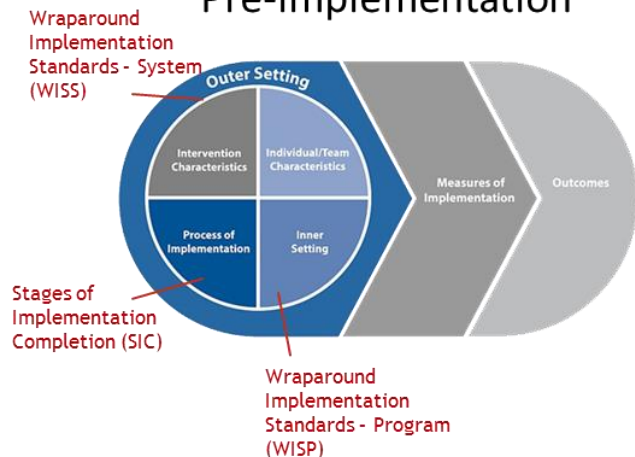 Pre-Implementation
Wraparound
Implementation
Standards - System
(WISS)
Outer Setting
Intervention
Characteristics
Individual/Team
Characteristics
Process of
Implementation
Inner
Setting
Measures of
Implementation
Outcomes
Stages of
Implementation
Completion (SIC)
Wraparound
Implementation
Standards - Program
(WISP)